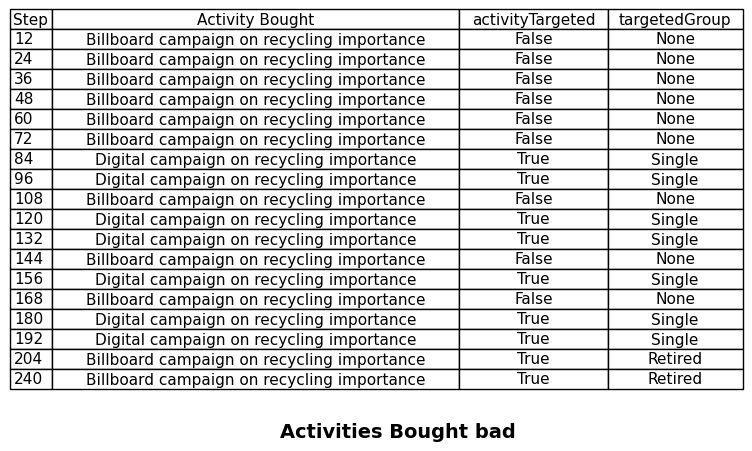 Step Activity Bought activityTargeted targetedGroup
12 Billboard campaign on recycling importance False None
24 Billboard campaign on recycling importance False None
36 Billboard campaign on recycling importance False None
48 Billboard campaign on recycling importance False None
60 Billboard campaign on recycling importance False None
72 Billboard campaign on recycling importance False None
84 Digital campaign on recycling importance True Single
96 Digital campaign on recycling importance True Single
108 Billboard campaign on recycling importance False None
120 Digital campaign on recycling importance True Single
132 Digital campaign on recycling importance True Single
144 Billboard campaign on recycling importance False None
156 Digital campaign on recycling importance True Single
168 Billboard campaign on recycling importance False None
180 Digital campaign on recycling importance True Single
192 Digital campaign on recycling importance True Single
204 Billboard campaign on recycling importance True Retired
240 Billboard campaign on recycling importance True Retired
Activities Bought bad